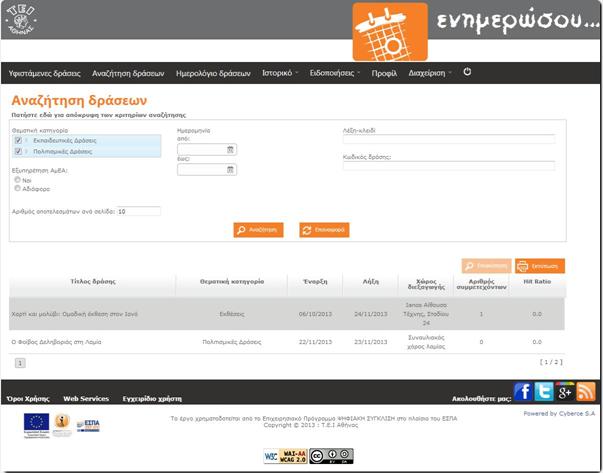 ΤΕΙ
ΑΘΗΝΑΣ
ενημερώσου...
Υφιστάμενες δράσεις Αναζήτηση δράσεων Ημερολόγιο δράσεων Ιστορικό Ειδοποιήσεις Προφίλ Διαχείριση
Αναζήτηση δράσεων
Πατήστε εδώ για απόκρυψη των κριτηρίων αναζήτησης
Θεματική κατηγορία
Εκπαιδευτικές Δράσεις
Πολιτισμικές Δράσεις
Εξυπηρέτηση ΑμΕΑ:
Ναι
Αδιάφορο
Αριθμός αποτελεσμάτων ανά σελίδα: 10
Ημερομηνία
από:
έως:
Λέξη-κλειδί
Κωδικός δράσης:
Αναζήτηση Επαναφορά
Επισκόπηση Εκτύπωση
Τίτλος δράσης Θεματική κατηγορία Έναρξη Λήξη Χώρος διεξαγωγής Αριθμός συμμετεχόντων Hit Ratio
Χαρτί και μολύβι: Ομαδική έκθεση στον Ιανό Εκθέσεις 06/10/2013 24/11/2013 Ianos Αίθουσα Τέχνης, Σταδίου 24 1 0.0
Ο Φοίβος Δεληβοριάς στη Λαμία Πολιτισμικές Δράσεις 22/11/2013 23/11/2013 Συναυλιακός χώρος Λαμίας 0 0.0
1 [ 1 / 2 ]
Όροι Χρήσης Web Services Εγχειρίδιο χρήστη Ακολουθήστε μας:
Powered by Cyberce S.A
ΕΣΠΑ
Το έργο χρηματοδοτείται από το Επιχειρησιακό Πρόγραμμα ΨΗΦΙΑΚΗ ΣΥΓΚΛΙΣΗ στο πλαίσιο του ΕΣΠΑ
Copyright © 2013 : Τ.Ε.Ι Αθήνας
W3C WAI-AA WCAG 2.0
BY